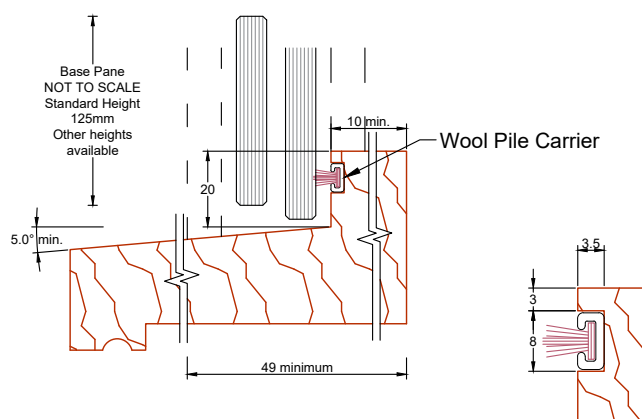 Base Pane
NOT TO SCALE
Standard Height
125mm
Other heights
available
10 min.
Wool Pile Carrier
20
5.0° min.
49 minimum
3.5
3
8